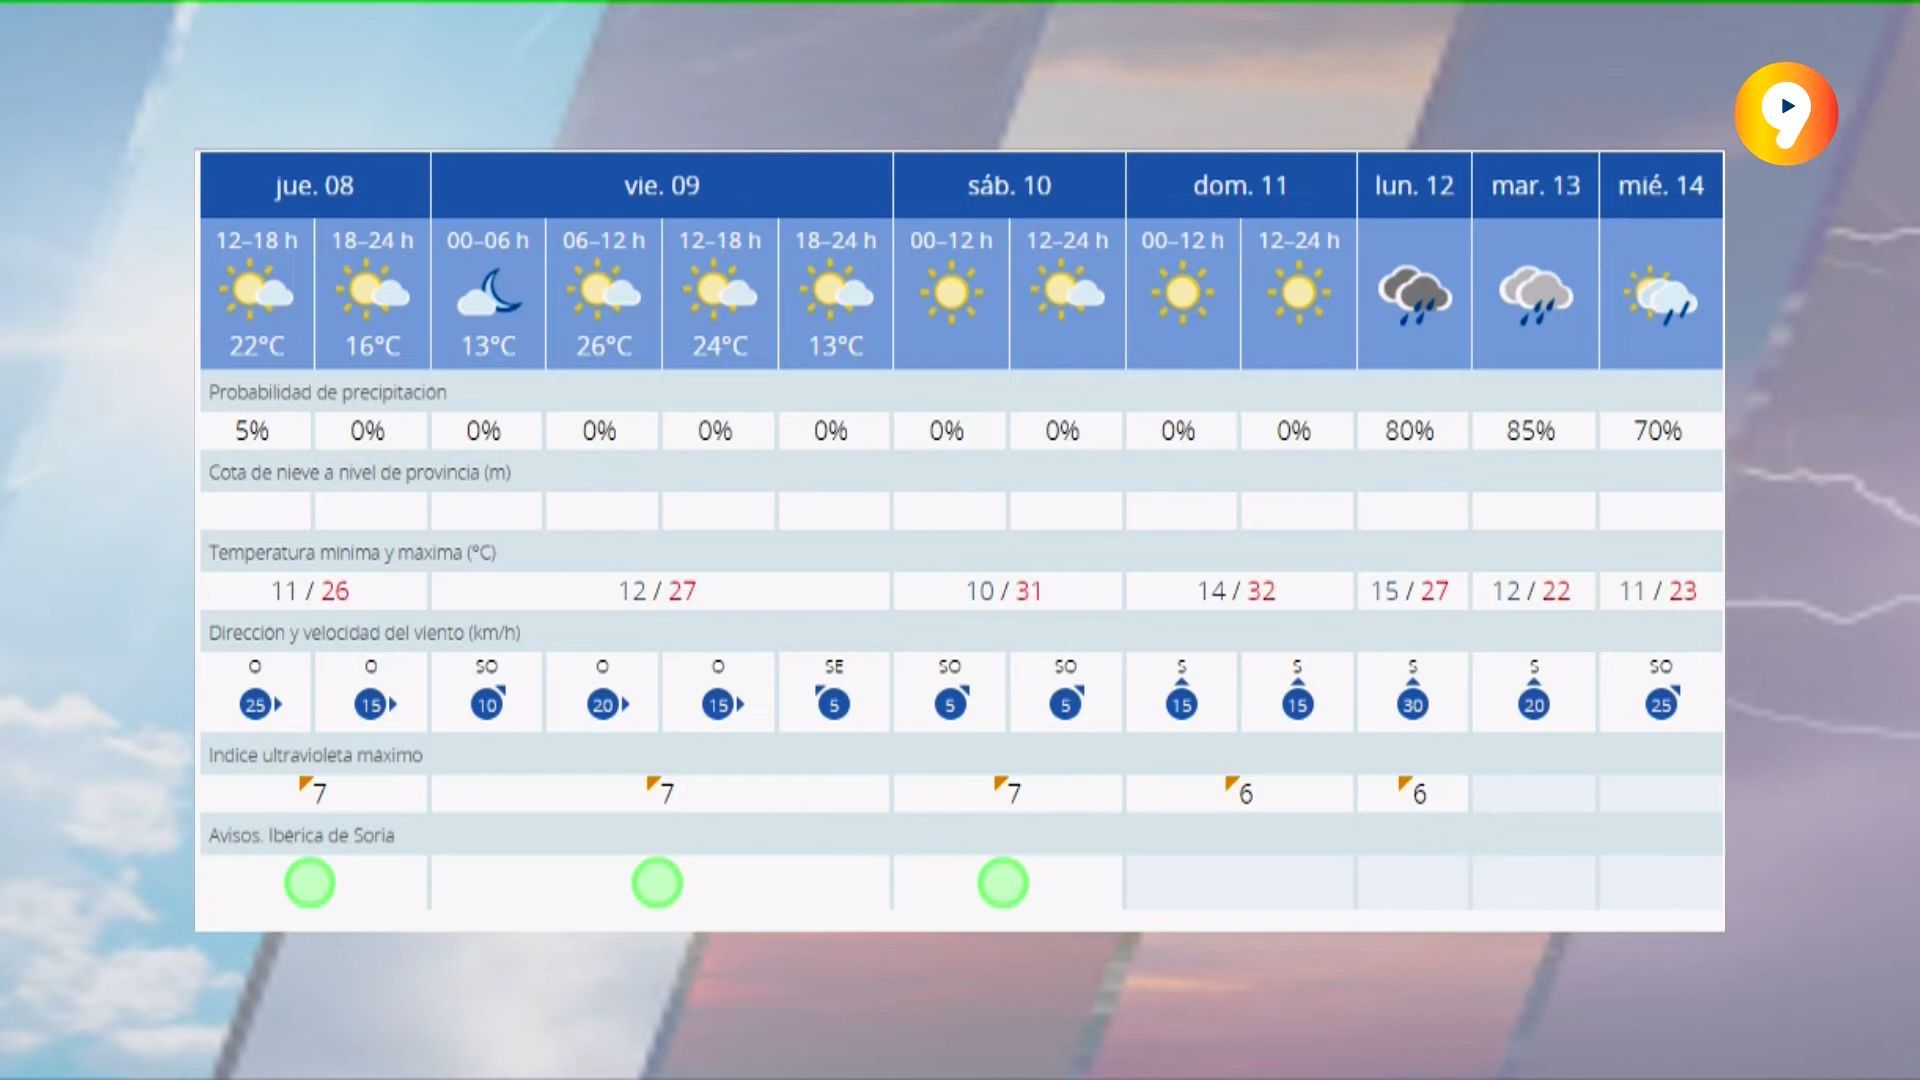 9
jue. 08 vie. 09 sáb. 10 dom. 11 lun. 12 mar. 13 mié. 14
12–18 h 18–24 h 00–06 h 06–12 h 12–18 h 18–24 h 00–12 h 12–24 h 00–12 h 12–24 h
22°C 16°C 13°C 26°C 24°C 13°C
Probabilidad de precipitación
5% 0% 0% 0% 0% 0% 0% 0% 0% 0% 80% 85% 70%
Cota de nieve a nivel de provincia (m)
Temperatura mínima y máxima (°C)
11 / 26 12 / 27 10 / 31 14 / 32 15 / 27 12 / 22 11 / 23
Dirección y velocidad del viento (km/h)
O O SO O O SE SO SO S S S S SO
25 15 10 20 15 5 5 5 15 15 30 20 25
Indice ultravioleta máximo
7 7 7 6 6
Avisos. Ibérica de Soria